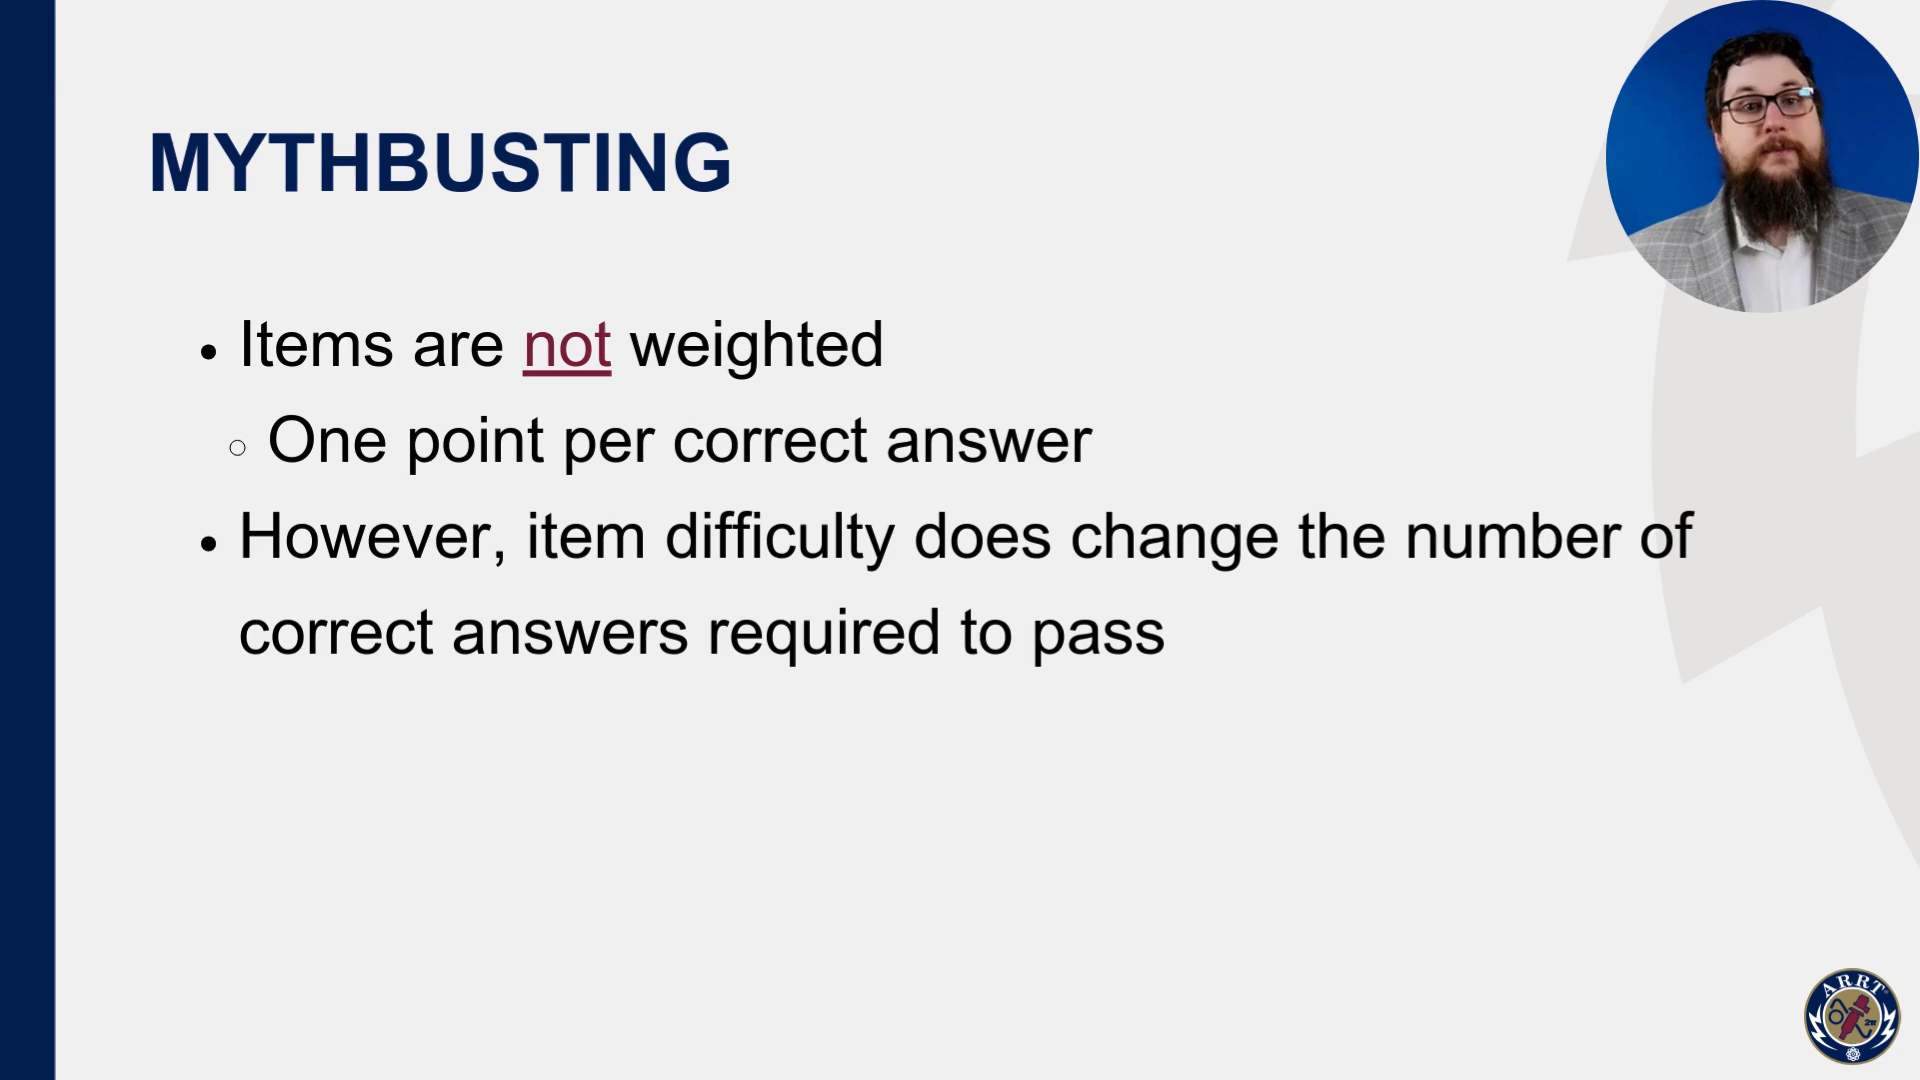 MYTHBUSTING
Items are not weighted
One point per correct answer
However, item difficulty does change the number of
correct answers required to pass
ARRT